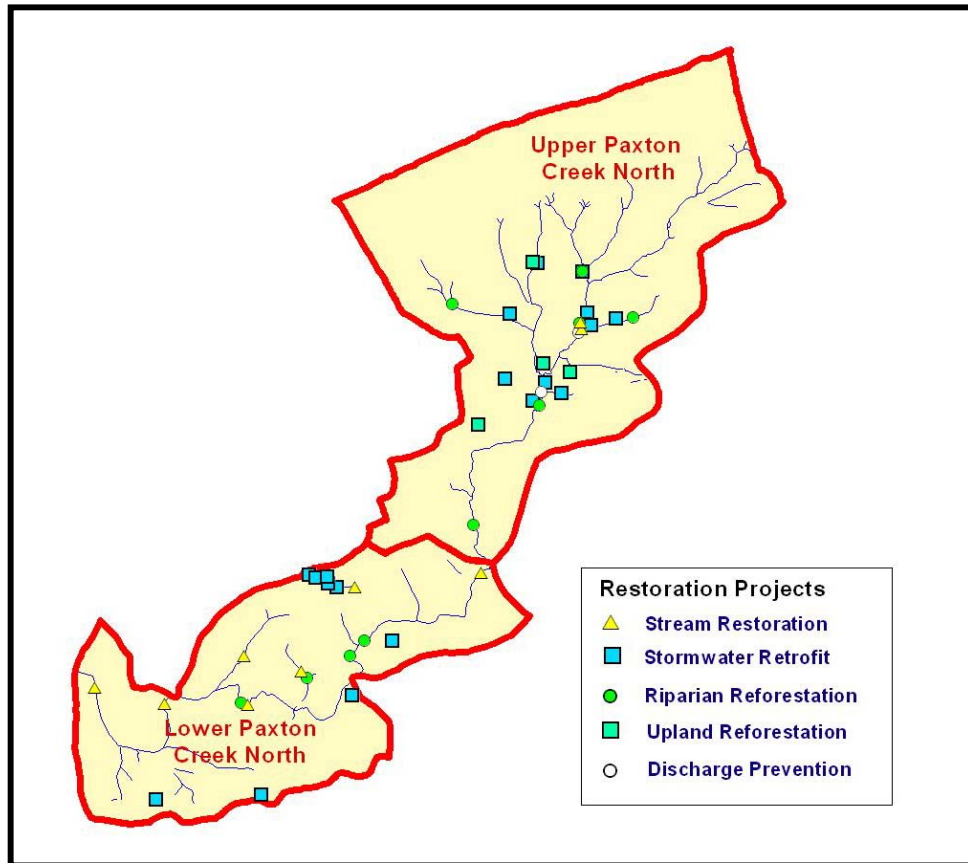 Upper Paxton
Creek North
Lower Paxton
Creek North
Restoration Projects
Stream Restoration
Stormwater Retrofit
Riparian Reforestation
Upland Reforestation
Discharge Prevention